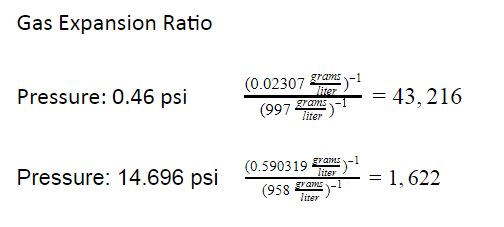 Gas Expansion Ratio
Pressure: 0.46 psi (0.02307 grams/liter)^-1 / (997 grams/liter)^-1 = 43, 216
Pressure: 14.696 psi (0.590319 grams/liter)^-1 / (958 grams/liter)^-1 = 1, 622